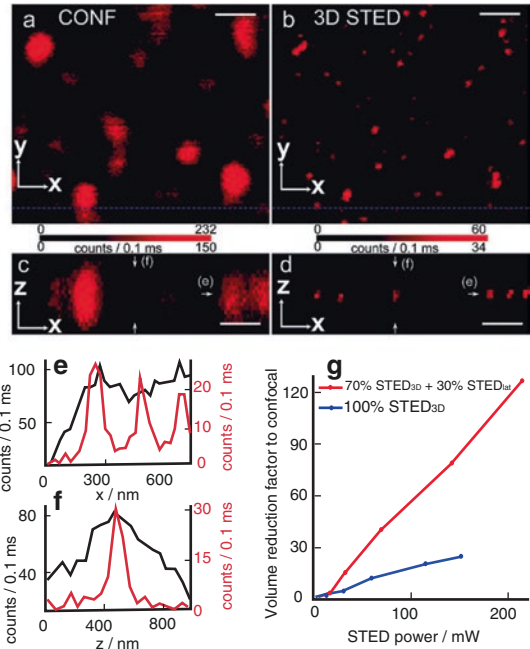 a CONF
b 3D STED
y
x
y
x
0 232
0 counts / 0.1 ms 150
0 60
0 counts / 0.1 ms 34
c
z
x
(f)
(e)
d
z
x
(f)
(e)
e
counts / 0.1 ms
100
50
0 300 600
x / nm
20
10
0
counts / 0.1 ms
f
counts / 0.1 ms
80
40
0 400 800
z / nm
30
15
0
counts / 0.1 ms
g
70% STED3D + 30% STEDlat
100% STED3D
Volume reduction factor to confocal
120
90
60
30
0
0 100 200
STED power / mW